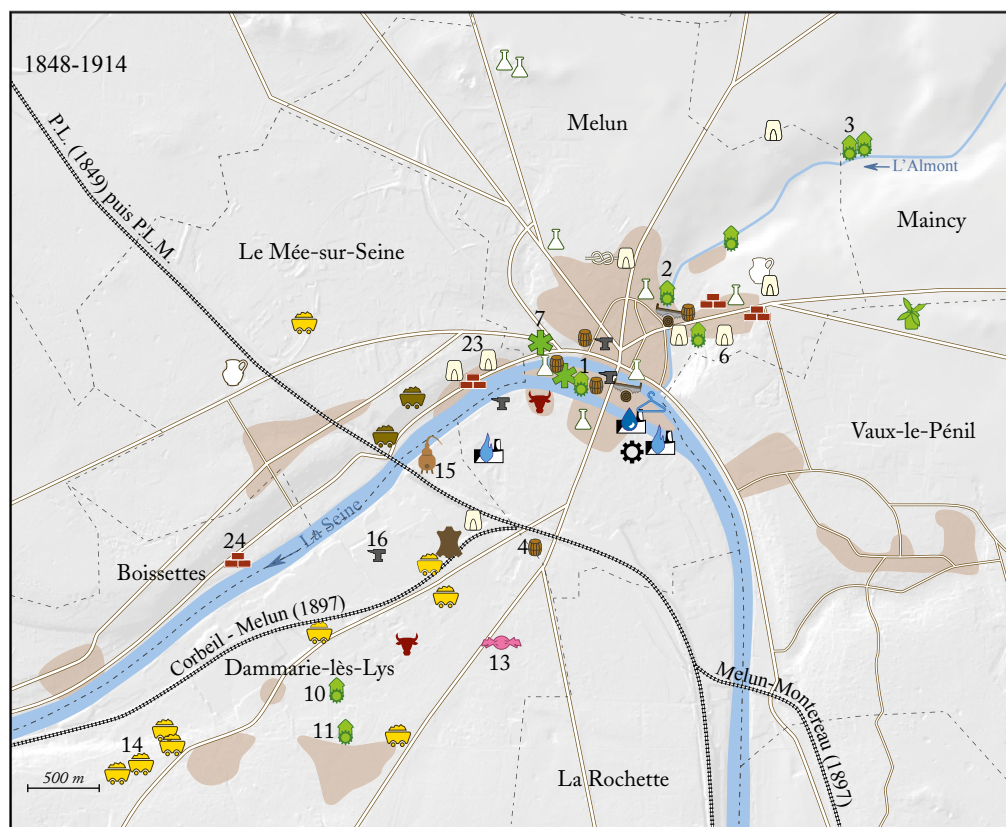 1848-1914
Melun
3
P.L. (1849) puis P.L.M.
L'Almont
Maincy
Le Mée-sur-Seine
2
7
23
6
1
Vaux-le-Pénil
15
La Seine
16
4
24
Boissettes
Corbeil - Melun (1897)
13
Dammarie-lès-Lys
10
Melun-Montereau (1897)
11
14
500 m
La Rochette